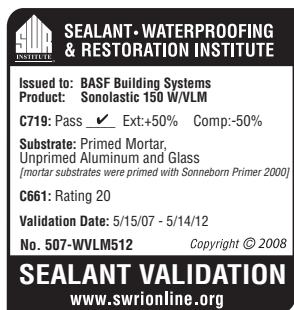 SWR
INSTITUTE
SEALANT • WATERPROOFING
& RESTORATION INSTITUTE
Issued to: BASF Building Systems
Product: Sonolastic 150 W/VLM
C719: Pass ✔ Ext:+50% Comp:-50%
Substrate: Primed Mortar,
Unprimed Aluminum and Glass
[mortar substrates were primed with Sonneborn Primer 2000]
C661: Rating 20
Validation Date: 5/15/07 - 5/14/12
No. 507-WVLM512 Copyright © 2008
SEALANT VALIDATION
www.swrionline.org